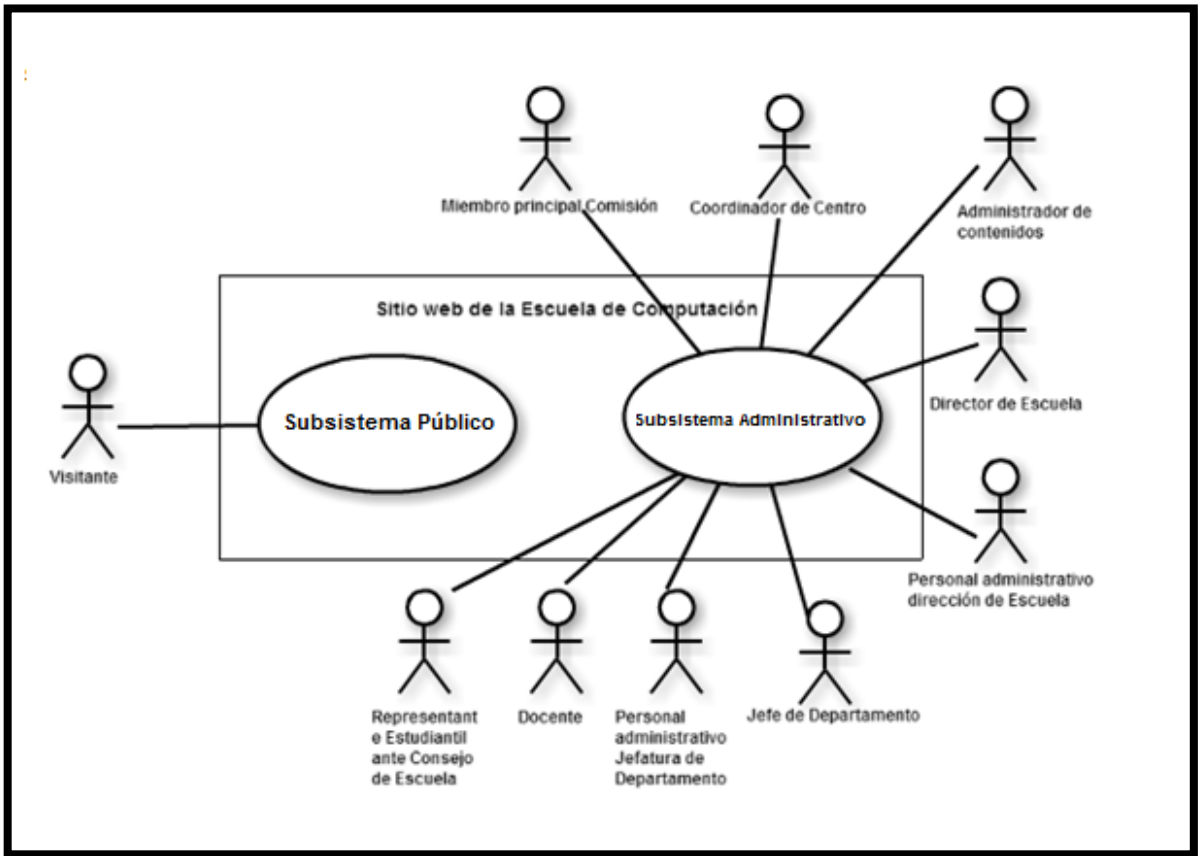 Miembro principal Comisión
Coordinador de Centro
Administrador de
contenidos
Sitio web de la Escuela de Computación
Director de Escuela
Subsistema Público
Subsistema Administrativo
Visitante
Personal administrativo
dirección de Escuela
Representant
e Estudiantil
ante Consejo
de Escuela
Docente
Personal
administrativo
Jefatura de
Departamento
Jefe de Departamento